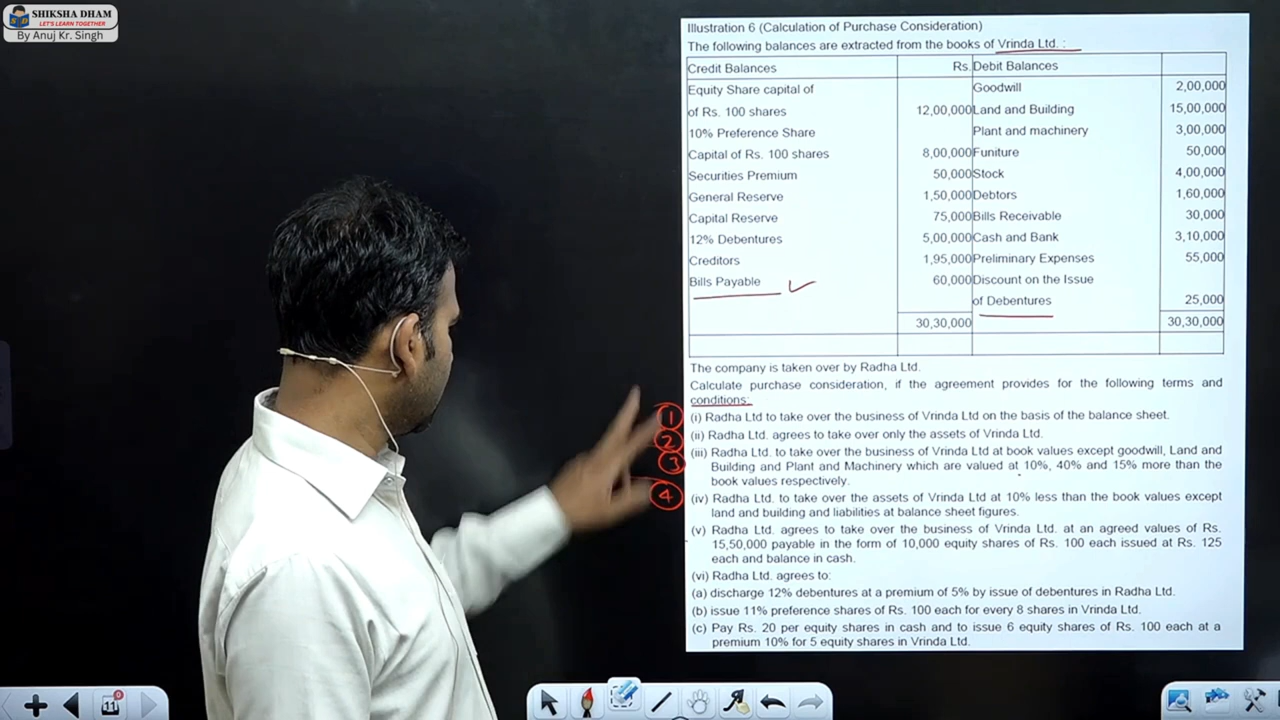 SHIKSHA DHAM
LET'S LEARN TOGETHER
By Anuj Kr. Singh
Illustration 6 (Calculation of Purchase Consideration)
The following balances are extracted from the books of Vrinda Ltd. :
Credit Balances Rs. Debit Balances
Equity Share capital of Goodwill 2,00,000
of Rs. 100 shares 12,00,000 Land and Building 15,00,000
10% Preference Share Plant and machinery 3,00,000
Capital of Rs. 100 shares 8,00,000 Funiture 50,000
Securities Premium 50,000 Stock 4,00,000
General Reserve 1,50,000 Debtors 1,60,000
Capital Reserve 75,000 Bills Receivable 30,000
12% Debentures 5,00,000 Cash and Bank 3,10,000
Creditors 1,95,000 Preliminary Expenses 55,000
Bills Payable 60,000 Discount on the Issue
of Debentures 25,000
30,30,000 30,30,000
The company is taken over by Radha Ltd.
Calculate purchase consideration, if the agreement provides for the following terms and
conditions:
1 (i) Radha Ltd to take over the business of Vrinda Ltd on the basis of the balance sheet.
2 (ii) Radha Ltd. agrees to take over only the assets of Vrinda Ltd.
3 (iii) Radha Ltd. to take over the business of Vrinda Ltd at book values except goodwill, Land and
Building and Plant and Machinery which are valued at 10%, 40% and 15% more than the
book values respectively.
4 (iv) Radha Ltd. to take over the assets of Vrinda Ltd at 10% less than the book values except
land and building and liabilities at balance sheet figures.
(v) Radha Ltd. agrees to take over the business of Vrinda Ltd. at an agreed values of Rs.
15,50,000 payable in the form of 10,000 equity shares of Rs. 100 each issued at Rs. 125
each and balance in cash.
(vi) Radha Ltd. agrees to:
(a) discharge 12% debentures at a premium of 5% by issue of debentures in Radha Ltd.
(b) issue 11% preference shares of Rs. 100 each for every 8 shares in Vrinda Ltd.
(c) Pay Rs. 20 per equity shares in cash and to issue 6 equity shares of Rs. 100 each at a
premium 10% for 5 equity shares in Vrinda Ltd.
11